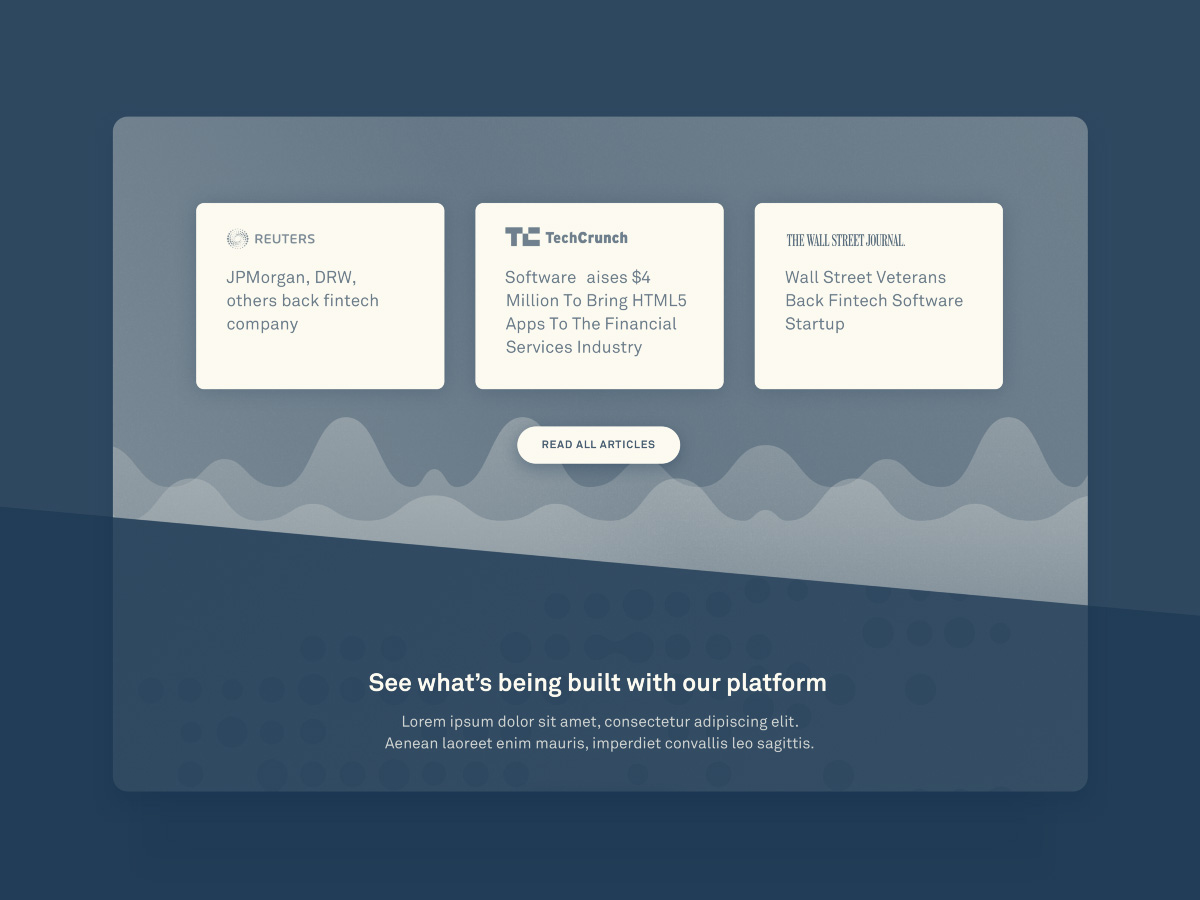 REUTERS
JPMorgan, DRW,
others back fintech
company
TechCrunch
Software aises $4
Million To Bring HTML5
Apps To The Financial
Services Industry
THE WALL STREET JOURNAL.
Wall Street Veterans
Back Fintech Software
Startup
READ ALL ARTICLES
See what’s being built with our platform
Lorem ipsum dolor sit amet, consectetur adipiscing elit.
Aenean laoreet enim mauris, imperdiet convallis leo sagittis.